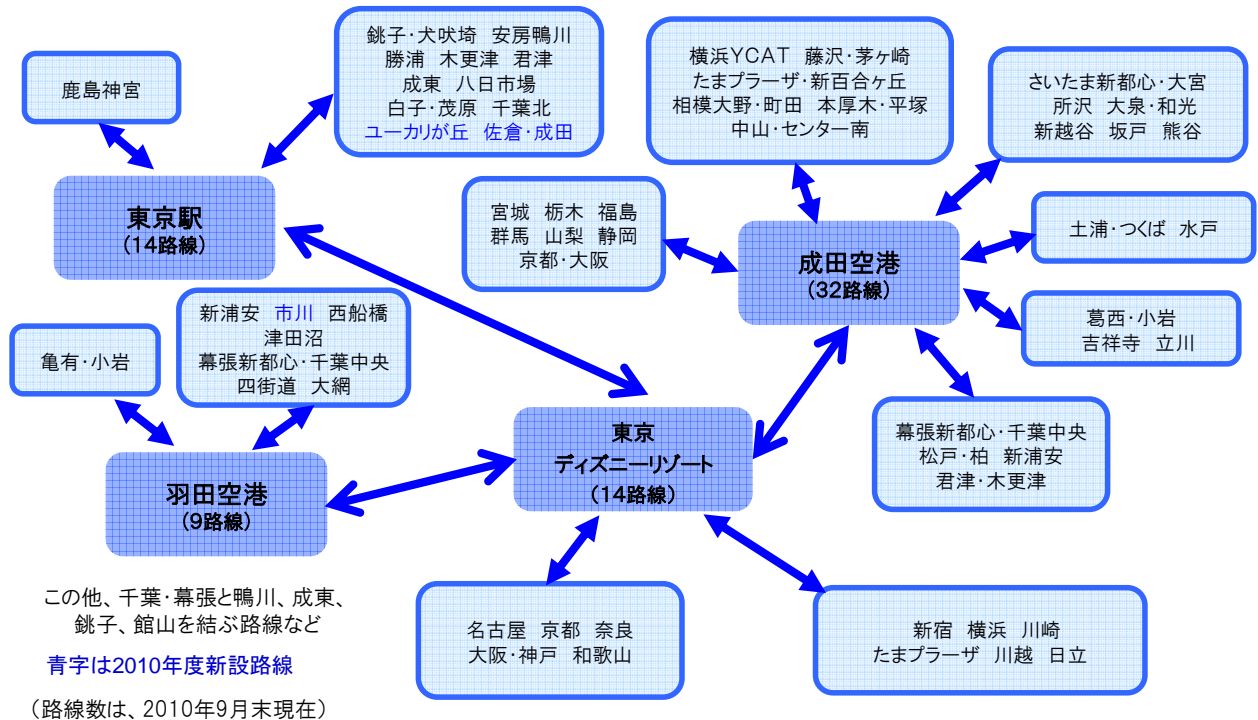 鹿島神宮
銚子・犬吠埼 安房鴨川
勝浦 木更津 君津
成東 八日市場
白子・茂原 千葉北
ユーカリが丘 佐倉・成田
東京駅
(14路線)
横浜YCAT 藤沢・茅ヶ崎
たまプラーザ・新百合ヶ丘
相模大野・町田 本厚木・平塚
中山・センター南
さいたま新都心・大宮
所沢 大泉・和光
新越谷 坂戸 熊谷
宮城 栃木 福島
群馬 山梨 静岡
京都・大阪
成田空港
(32路線)
土浦・つくば 水戸
葛西・小岩
吉祥寺 立川
幕張新都心・千葉中央
松戸・柏 新浦安
君津・木更津
亀有・小岩
新浦安 市川 西船橋
津田沼
幕張新都心・千葉中央
四街道 大網
羽田空港
(9路線)
東京
ディズニーリゾート
(14路線)
名古屋 京都 奈良
大阪・神戸 和歌山
新宿 横浜 川崎
たまプラーザ 川越 日立
この他、千葉・幕張と鴨川、成東、
銚子、館山を結ぶ路線など
青字は2010年度新設路線
(路線数は、2010年9月末現在)